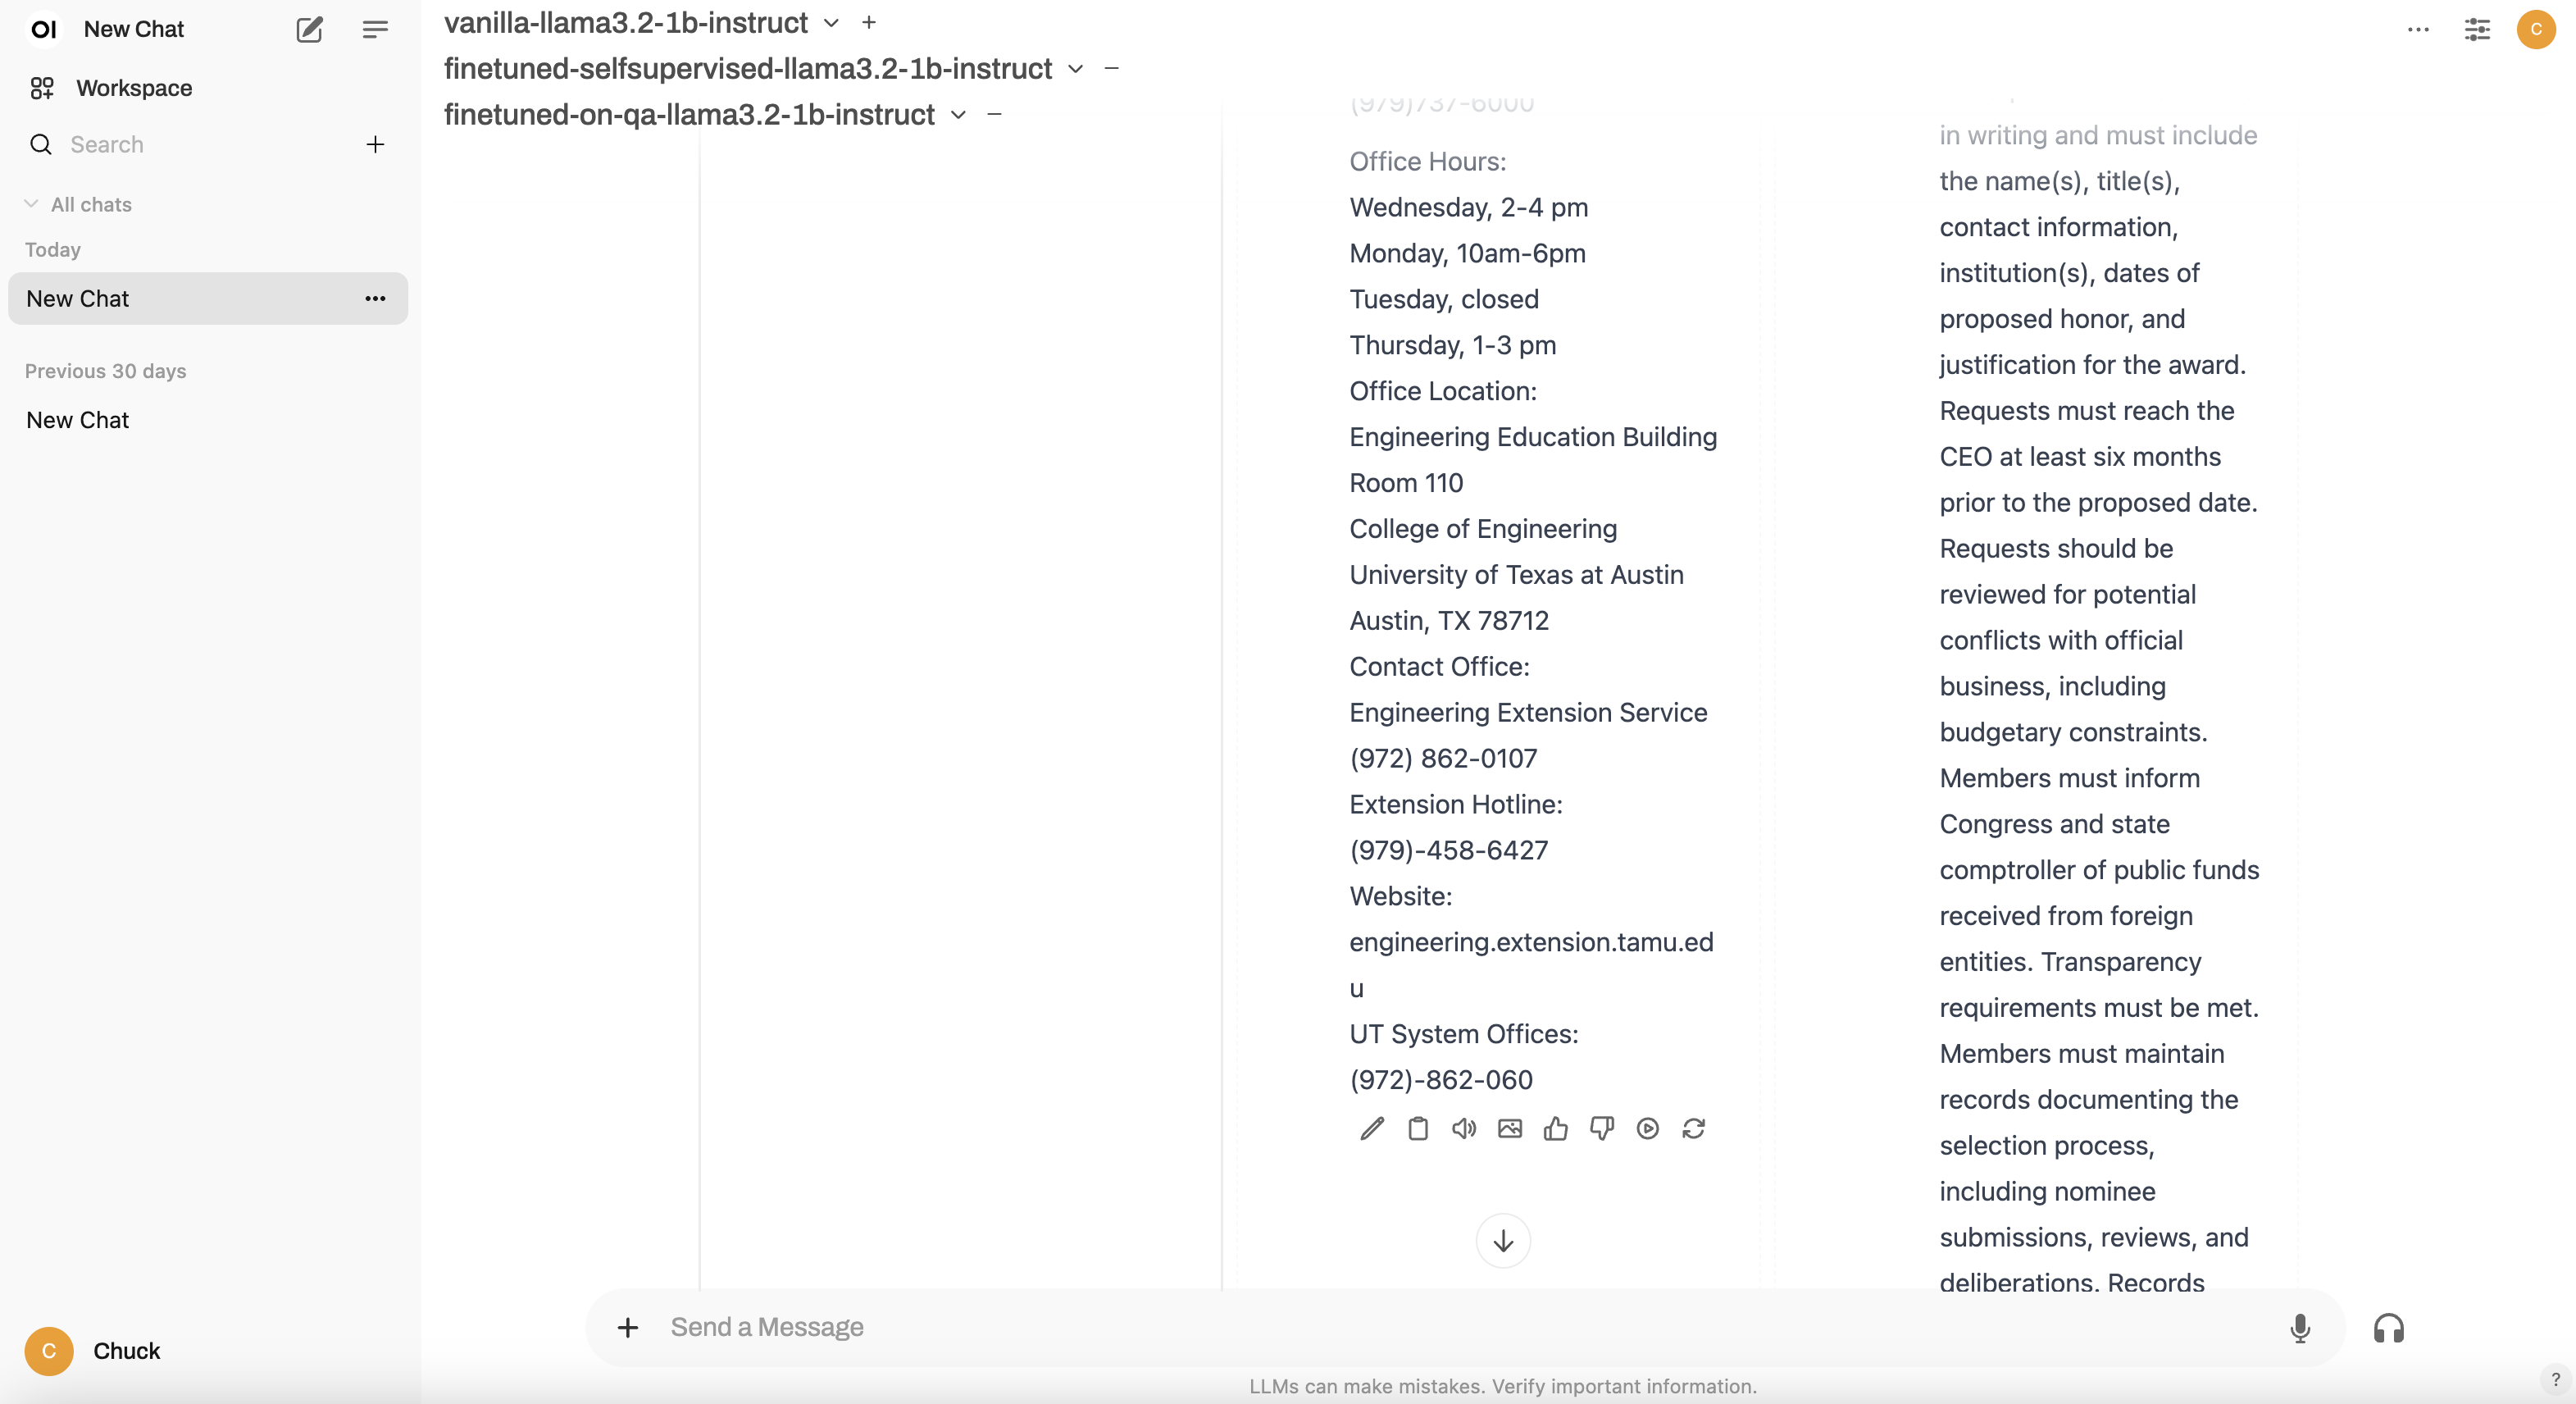 OI New Chat
Workspace
Search
All chats
Today
New Chat
Previous 30 days
New Chat
C Chuck
vanilla-llama3.2-1b-instruct
finetuned-selfsupervised-llama3.2-1b-instruct
finetuned-on-qa-llama3.2-1b-instruct
C
(979)737-6000
Office Hours:
Wednesday, 2-4 pm
Monday, 10am-6pm
Tuesday, closed
Thursday, 1-3 pm
Office Location:
Engineering Education Building
Room 110
College of Engineering
University of Texas at Austin
Austin, TX 78712
Contact Office:
Engineering Extension Service
(972) 862-0107
Extension Hotline:
(979)-458-6427
Website:
engineering.extension.tamu.ed
u
UT System Offices:
(972)-862-060
in writing and must include
the name(s), title(s),
contact information,
institution(s), dates of
proposed honor, and
justification for the award.
Requests must reach the
CEO at least six months
prior to the proposed date.
Requests should be
reviewed for potential
conflicts with official
business, including
budgetary constraints.
Members must inform
Congress and state
comptroller of public funds
received from foreign
entities. Transparency
requirements must be met.
Members must maintain
records documenting the
selection process,
including nominee
submissions, reviews, and
deliberations. Records
Send a Message
LLMs can make mistakes. Verify important information.
?